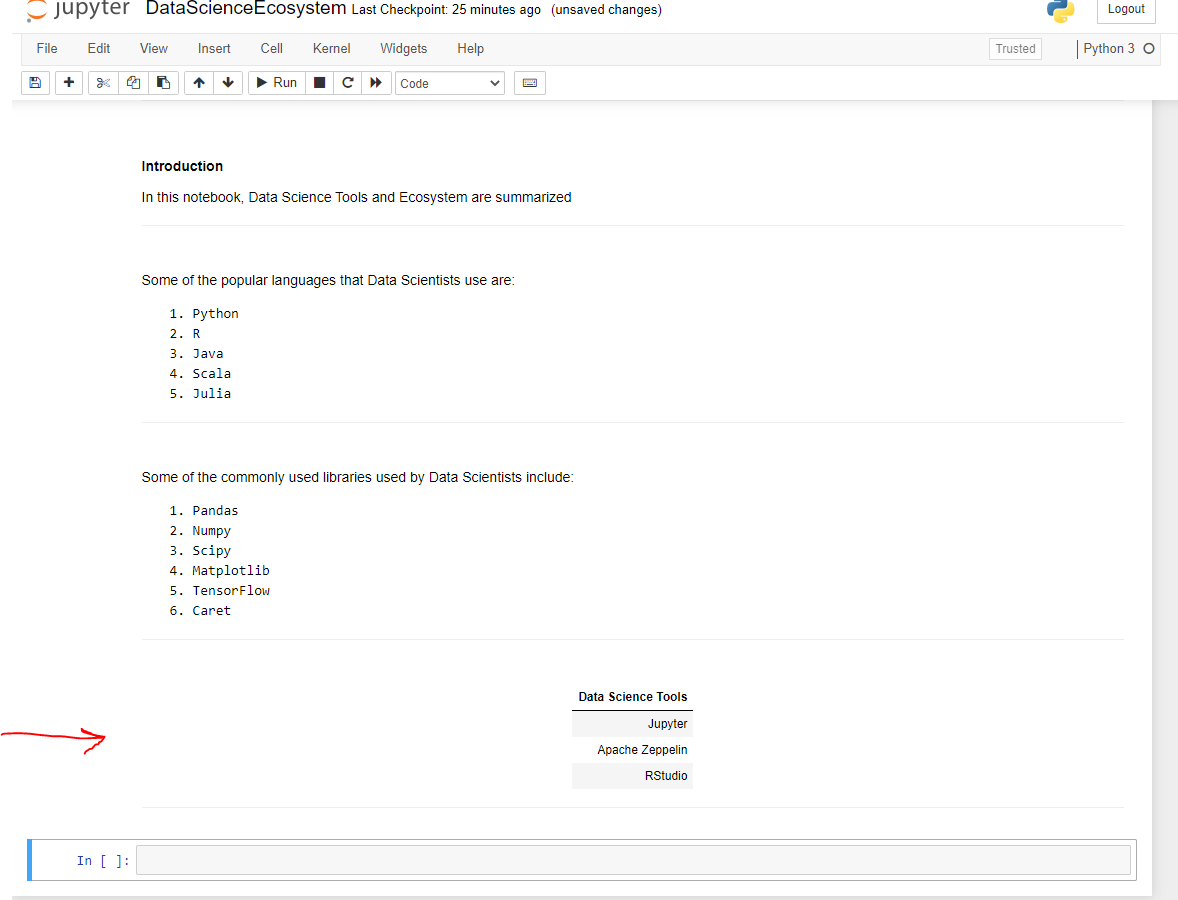 jupyter DataScienceEcosystem Last Checkpoint: 25 minutes ago (unsaved changes) Logout
File Edit View Insert Cell Kernel Widgets Help Trusted Python 3
Run Code
Introduction
In this notebook, Data Science Tools and Ecosystem are summarized
Some of the popular languages that Data Scientists use are:
1. Python
2. R
3. Java
4. Scala
5. Julia
Some of the commonly used libraries used by Data Scientists include:
1. Pandas
2. Numpy
3. Scipy
4. Matplotlib
5. TensorFlow
6. Caret
Data Science Tools
Jupyter
Apache Zeppelin
RStudio
In [ ]: